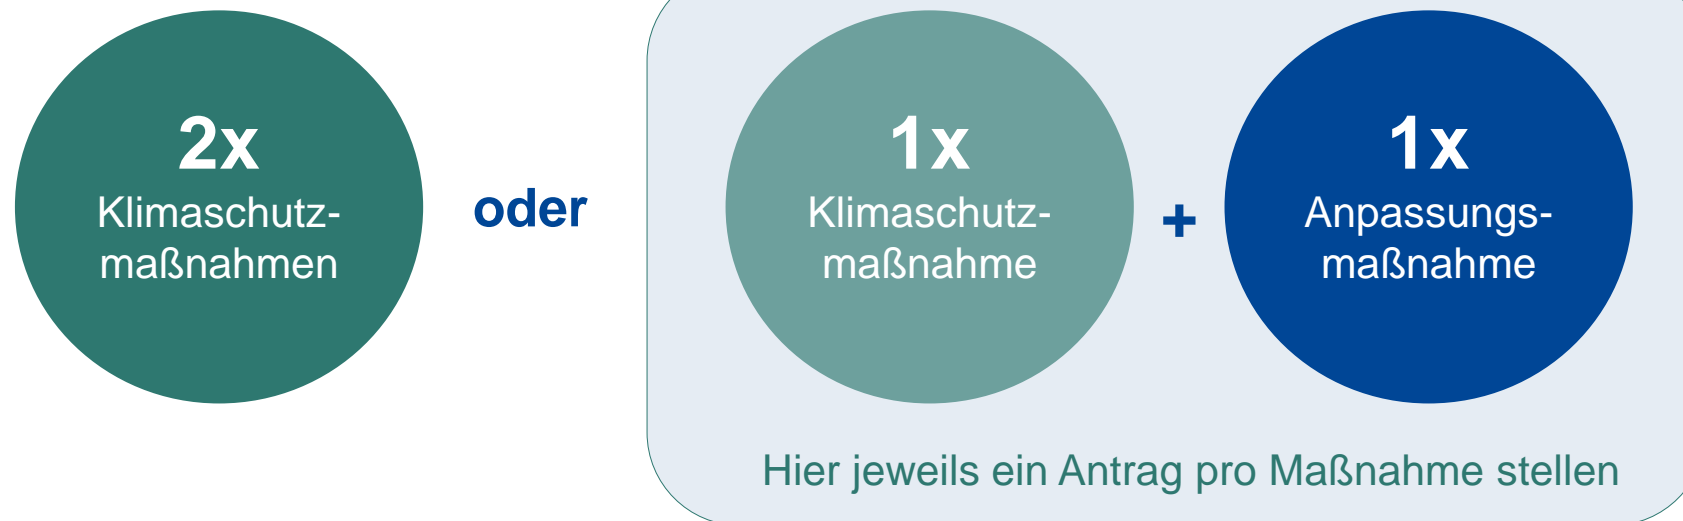 2x
Klimaschutz-
maßnahmen
oder
1x
Klimaschutz-
maßnahme
+
1x
Anpassungs-
maßnahme
Hier jeweils ein Antrag pro Maßnahme stellen